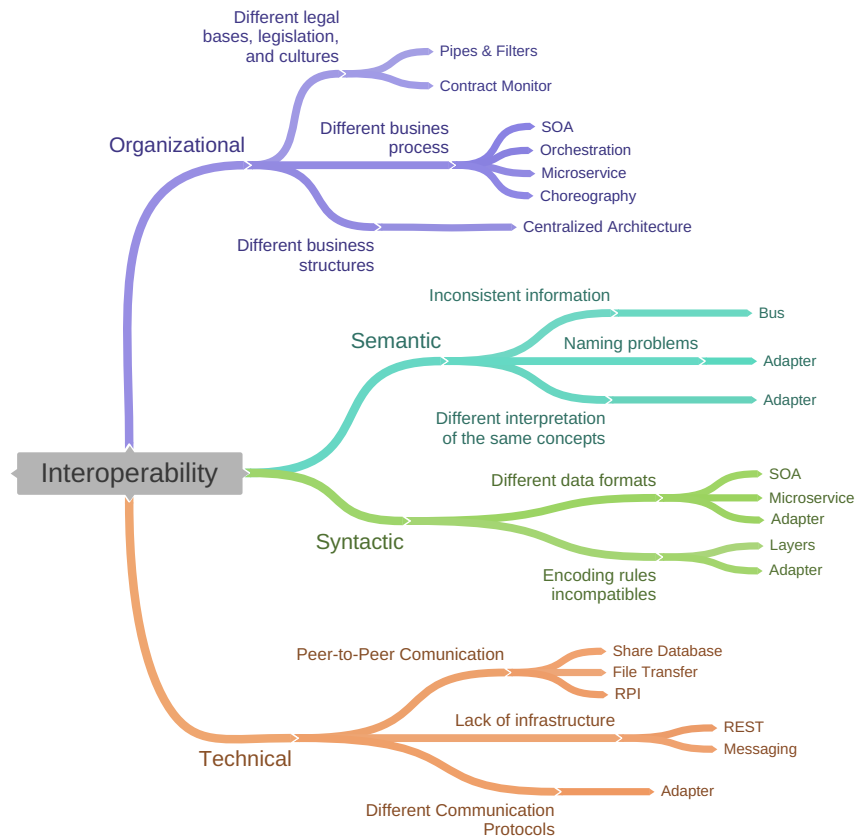 Different legal
bases, legislation,
and cultures
Pipes & Filters
Contract Monitor
Organizational
Different busines
process
SOA
Orchestration
Microservice
Choreography
Different business
structures
Centralized Architecture
Inconsistent information
Bus
Semantic
Naming problems
Adapter
Different interpretation
of the same concepts
Adapter
Interoperability
Different data formats
SOA
Microservice
Adapter
Syntactic
Encoding rules
incompatibles
Layers
Adapter
Peer-to-Peer Comunication
Share Database
File Transfer
RPI
Lack of infrastructure
REST
Messaging
Technical
Different Communication
Protocols
Adapter